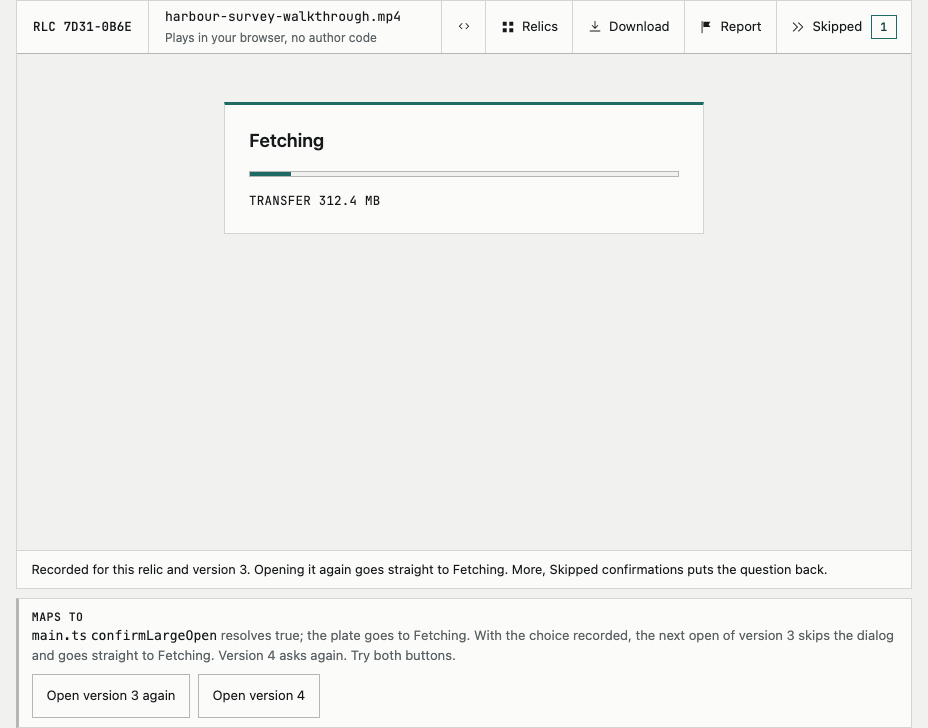 RLC 7D31-0B6E
harbour-survey-walkthrough.mp4
Plays in your browser, no author code
<> Relics Download Report Skipped 1
Fetching
TRANSFER 312.4 MB
Recorded for this relic and version 3. Opening it again goes straight to Fetching. More, Skipped confirmations puts the question back.
MAPS TO
main.ts confirmLargeOpen resolves true; the plate goes to Fetching. With the choice recorded, the next open of version 3 skips the dialog
and goes straight to Fetching. Version 4 asks again. Try both buttons.
Open version 3 again Open version 4